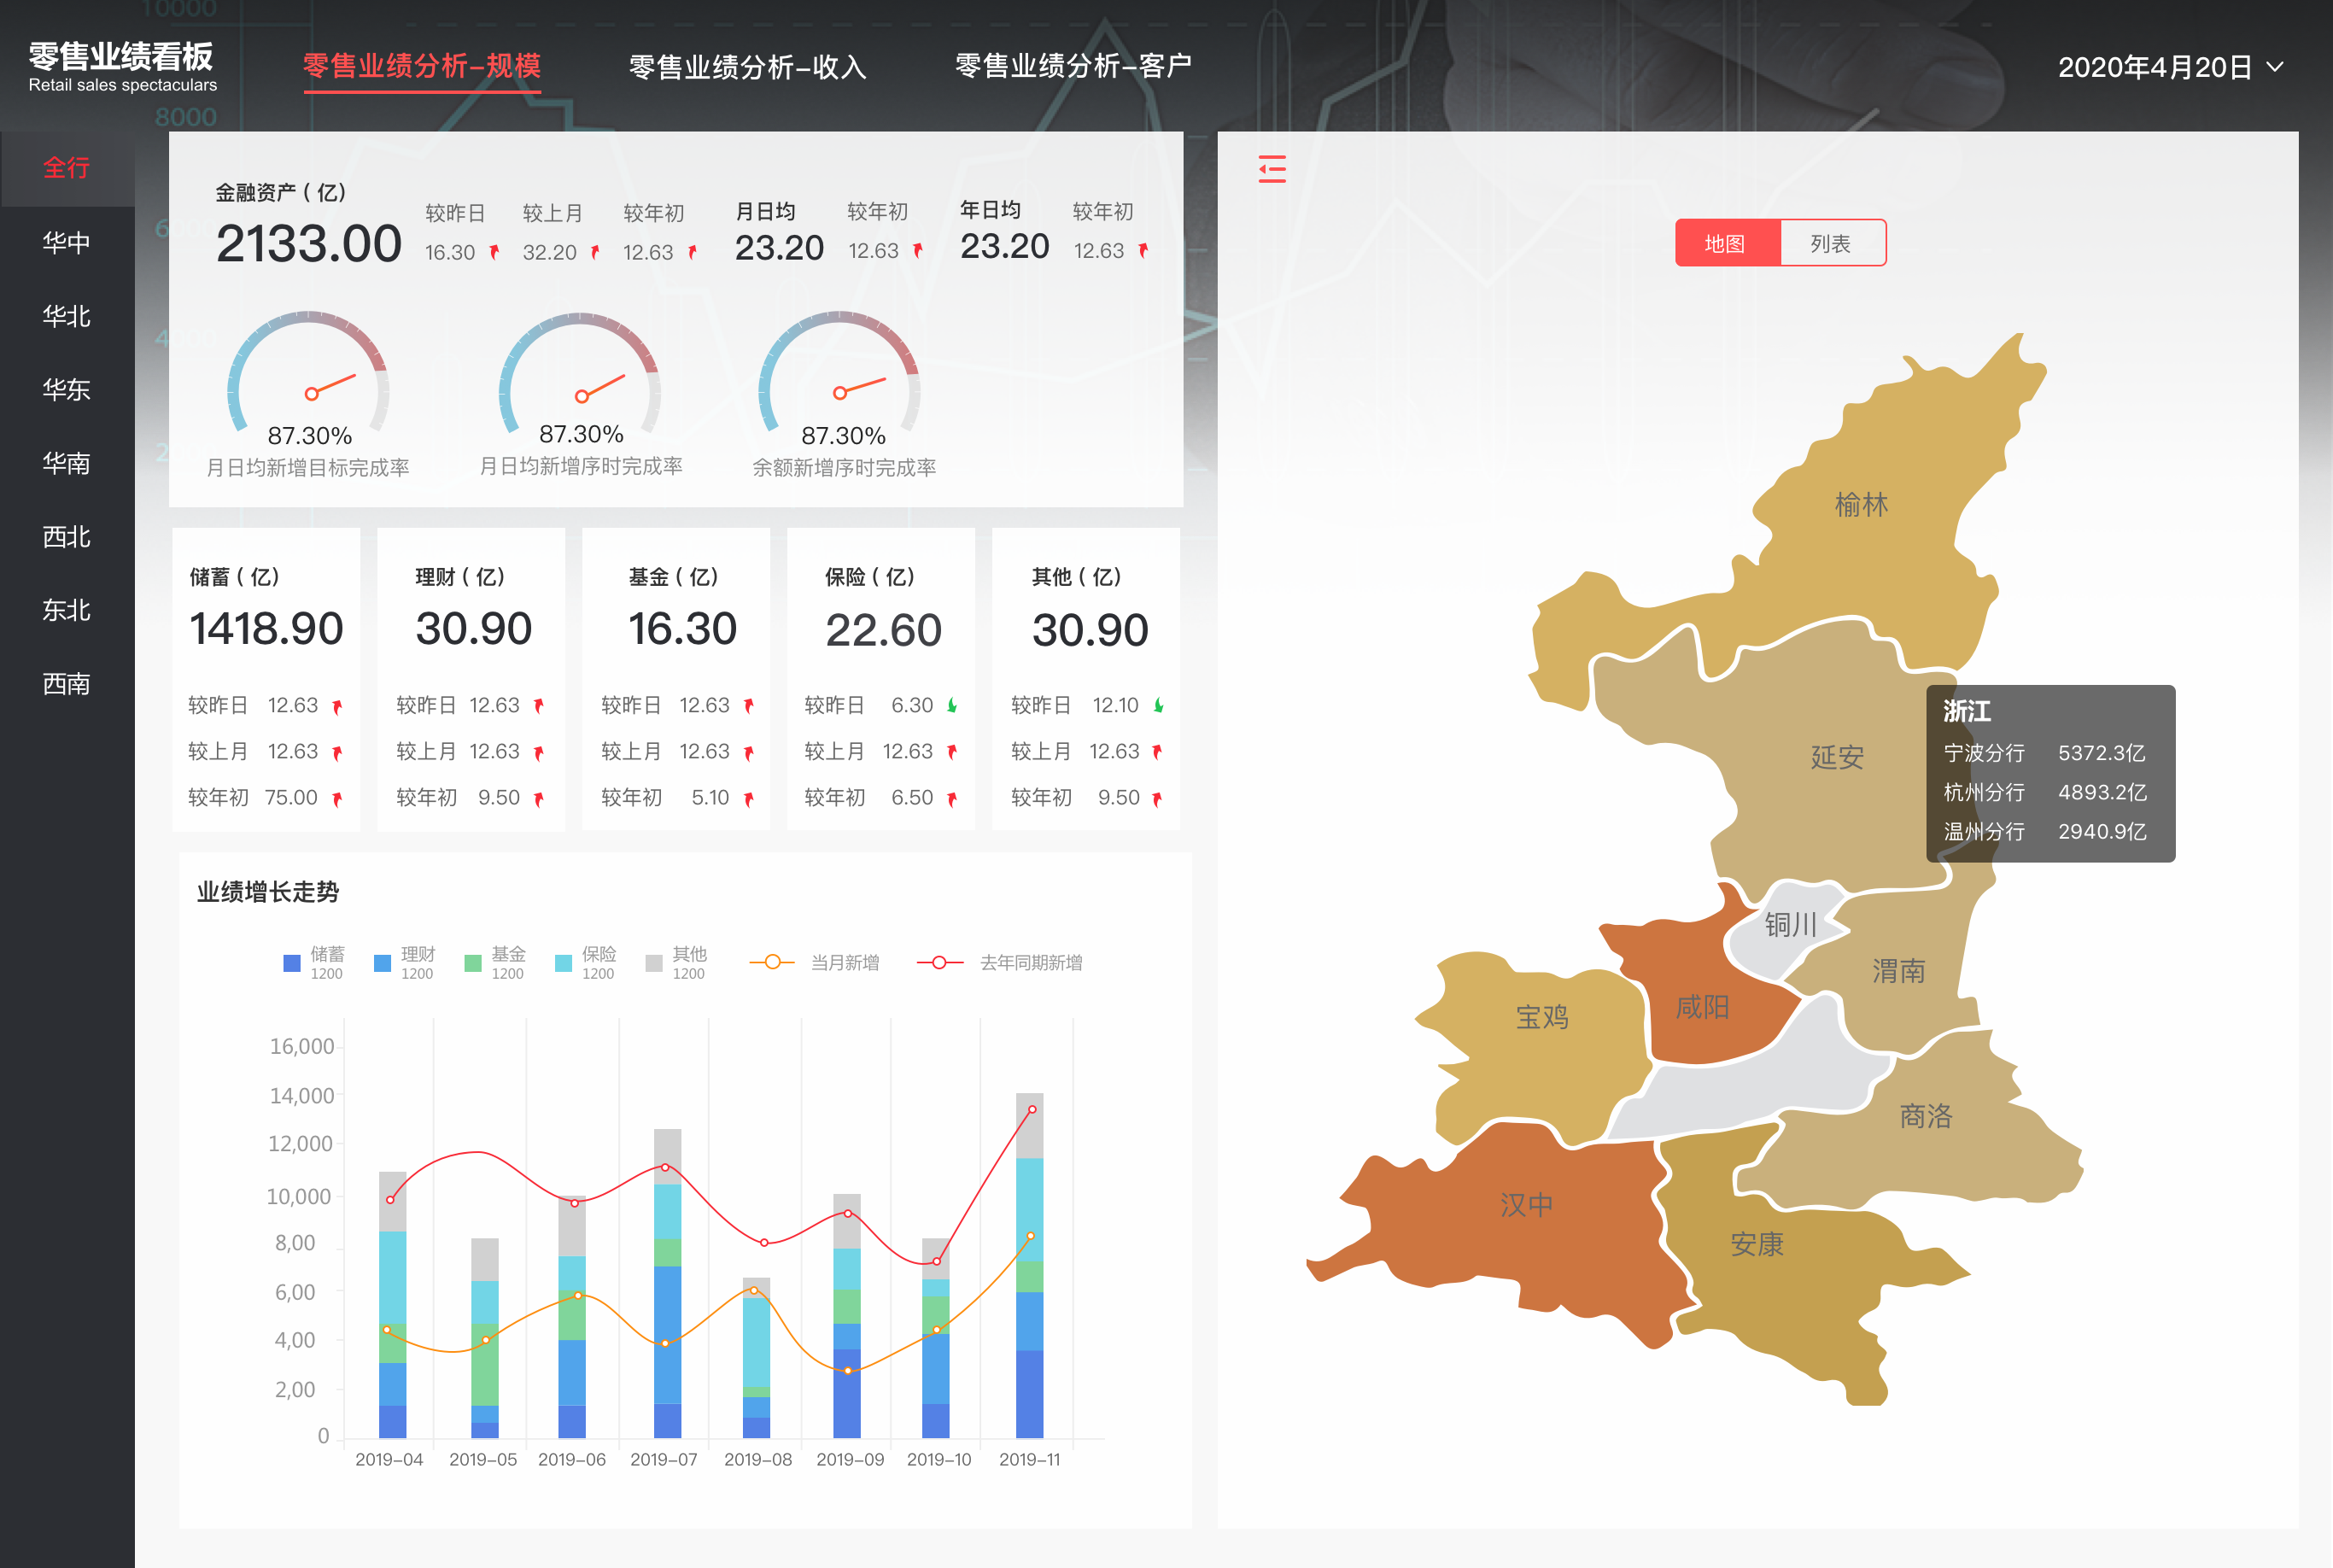 10000
零售业绩看板
Retail sales spectaculars
零售业绩分析-规模
零售业绩分析-收入
零售业绩分析-客户
2020年4月20日
8000
全行
华中
华北
华东
华南
西北
东北
西南
金融资产（亿）
2133.00
较昨日
16.30
较上月
32.20
较年初
12.63
月日均
23.20
较年初
12.63
年日均
23.20
较年初
12.63
87.30%
月日均新增目标完成率
87.30%
月日均新增序时完成率
87.30%
余额新增序时完成率
储蓄（亿）
1418.90
较昨日 12.63
较上月 12.63
较年初 75.00
理财（亿）
30.90
较昨日 12.63
较上月 12.63
较年初 9.50
基金（亿）
16.30
较昨日 12.63
较上月 12.63
较年初 5.10
保险（亿）
22.60
较昨日 6.30
较上月 12.63
较年初 6.50
其他（亿）
30.90
较昨日 12.10
较上月 12.63
较年初 9.50
业绩增长走势
储蓄
1200
理财
1200
基金
1200
保险
1200
其他
1200
当月新增
去年同期新增
16,000
14,000
12,000
10,000
8,00
6,00
4,00
2,00
0
2019-04 2019-05 2019-06 2019-07 2019-08 2019-09 2019-10 2019-11
地图 列表
榆林
延安
浙江
宁波分行 5372.3亿
杭州分行 4893.2亿
温州分行 2940.9亿
铜川
渭南
咸阳
宝鸡
商洛
汉中
安康